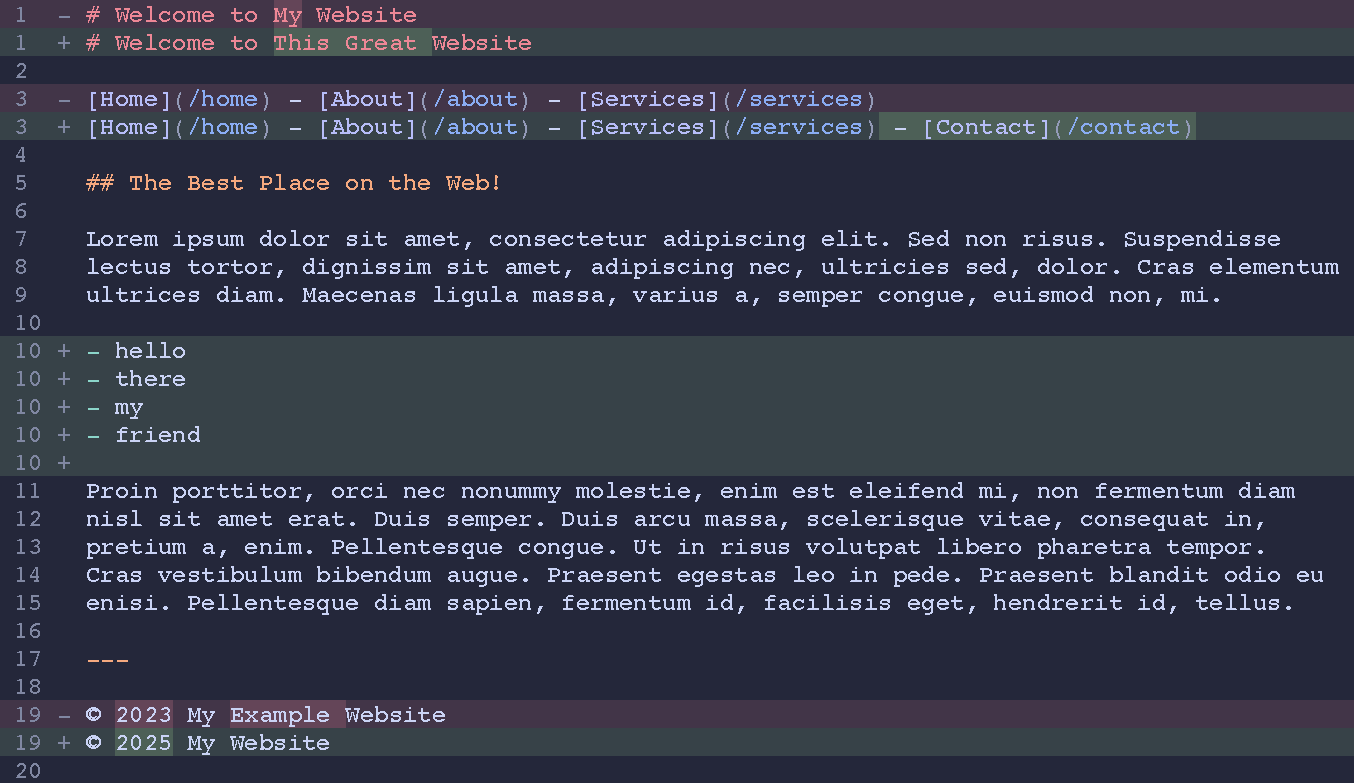 1 - # Welcome to My Website
1 + # Welcome to This Great Website
2
3 - [Home](/home) - [About](/about) - [Services](/services)
3 + [Home](/home) - [About](/about) - [Services](/services) - [Contact](/contact)
4
5 ## The Best Place on the Web!
6
7 Lorem ipsum dolor sit amet, consectetur adipiscing elit. Sed non risus. Suspendisse
8 lectus tortor, dignissim sit amet, adipiscing nec, ultricies sed, dolor. Cras elementum
9 ultrices diam. Maecenas ligula massa, varius a, semper congue, euismod non, mi.
10
10 + - hello
10 + - there
10 + - my
10 + - friend
10 +
11 Proin porttitor, orci nec nonummy molestie, enim est eleifend mi, non fermentum diam
12 nisl sit amet erat. Duis semper. Duis arcu massa, scelerisque vitae, consequat in,
13 pretium a, enim. Pellentesque congue. Ut in risus volutpat libero pharetra tempor.
14 Cras vestibulum bibendum augue. Praesent egestas leo in pede. Praesent blandit odio eu
15 enisi. Pellentesque diam sapien, fermentum id, facilisis eget, hendrerit id, tellus.
16
17 ---
18
19 - © 2023 My Example Website
19 + © 2025 My Website
20